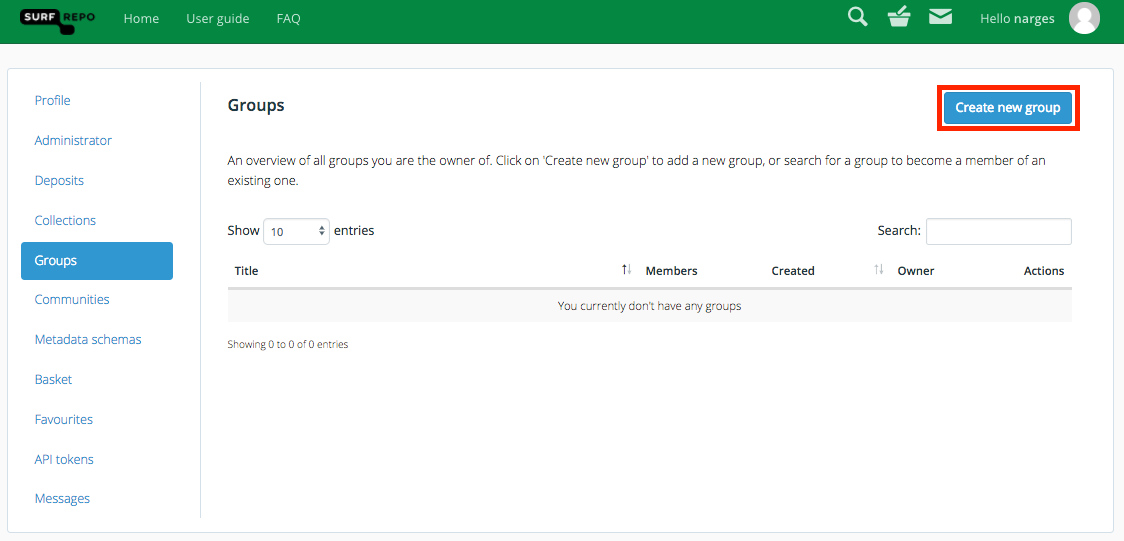 SURF REPO
Home
User guide
FAQ
Hello narges
Profile
Administrator
Deposits
Collections
Groups
Communities
Metadata schemas
Basket
Favourites
API tokens
Messages
Groups
Create new group
An overview of all groups you are the owner of. Click on 'Create new group' to add a new group, or search for a group to become a member of an
existing one.
Show 10 entries
Search:
Title
Members
Created
Owner
Actions
You currently don't have any groups
Showing 0 to 0 of 0 entries